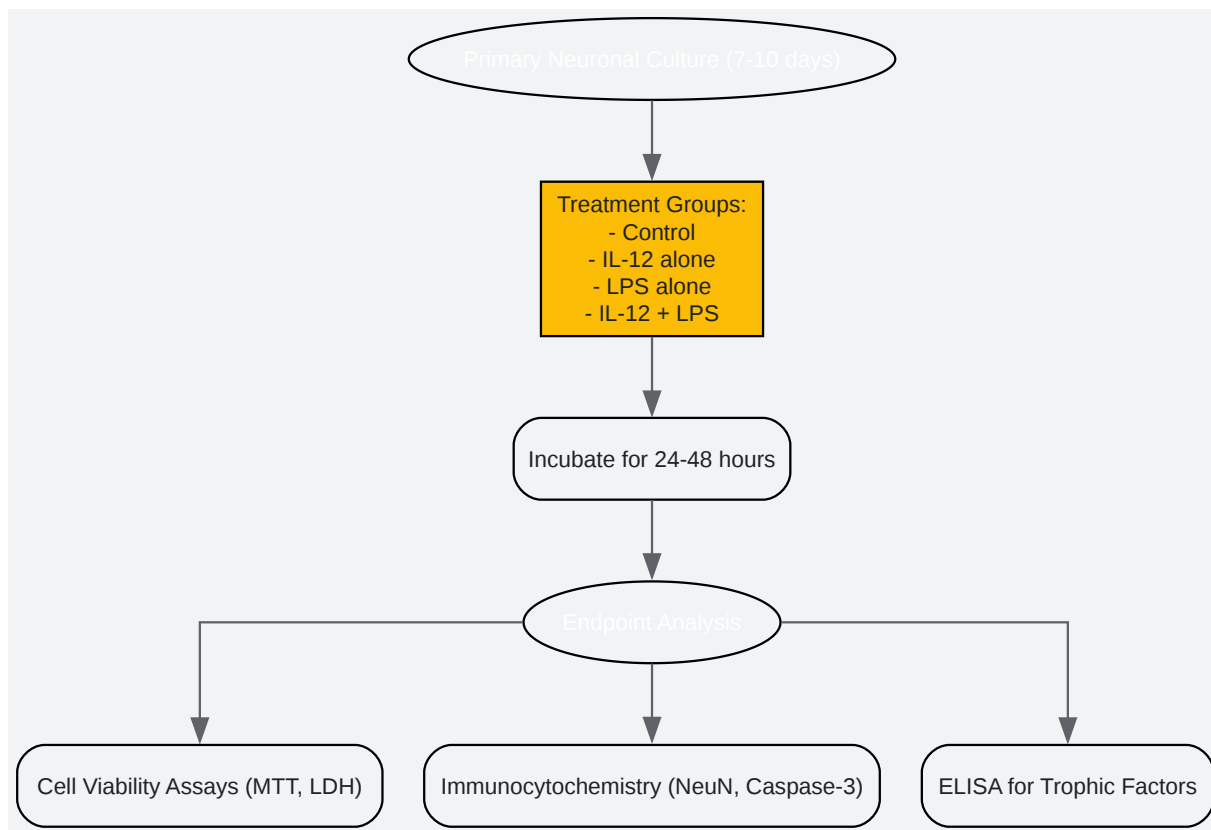 Primary Neuronal Culture (7-10 days)
Treatment Groups:
- Control
- IL-12 alone
- LPS alone
- IL-12 + LPS
Incubate for 24-48 hours
Endpoint Analysis
Cell Viability Assays (MTT, LDH)
Immunocytochemistry (NeuN, Caspase-3)
ELISA for Trophic Factors